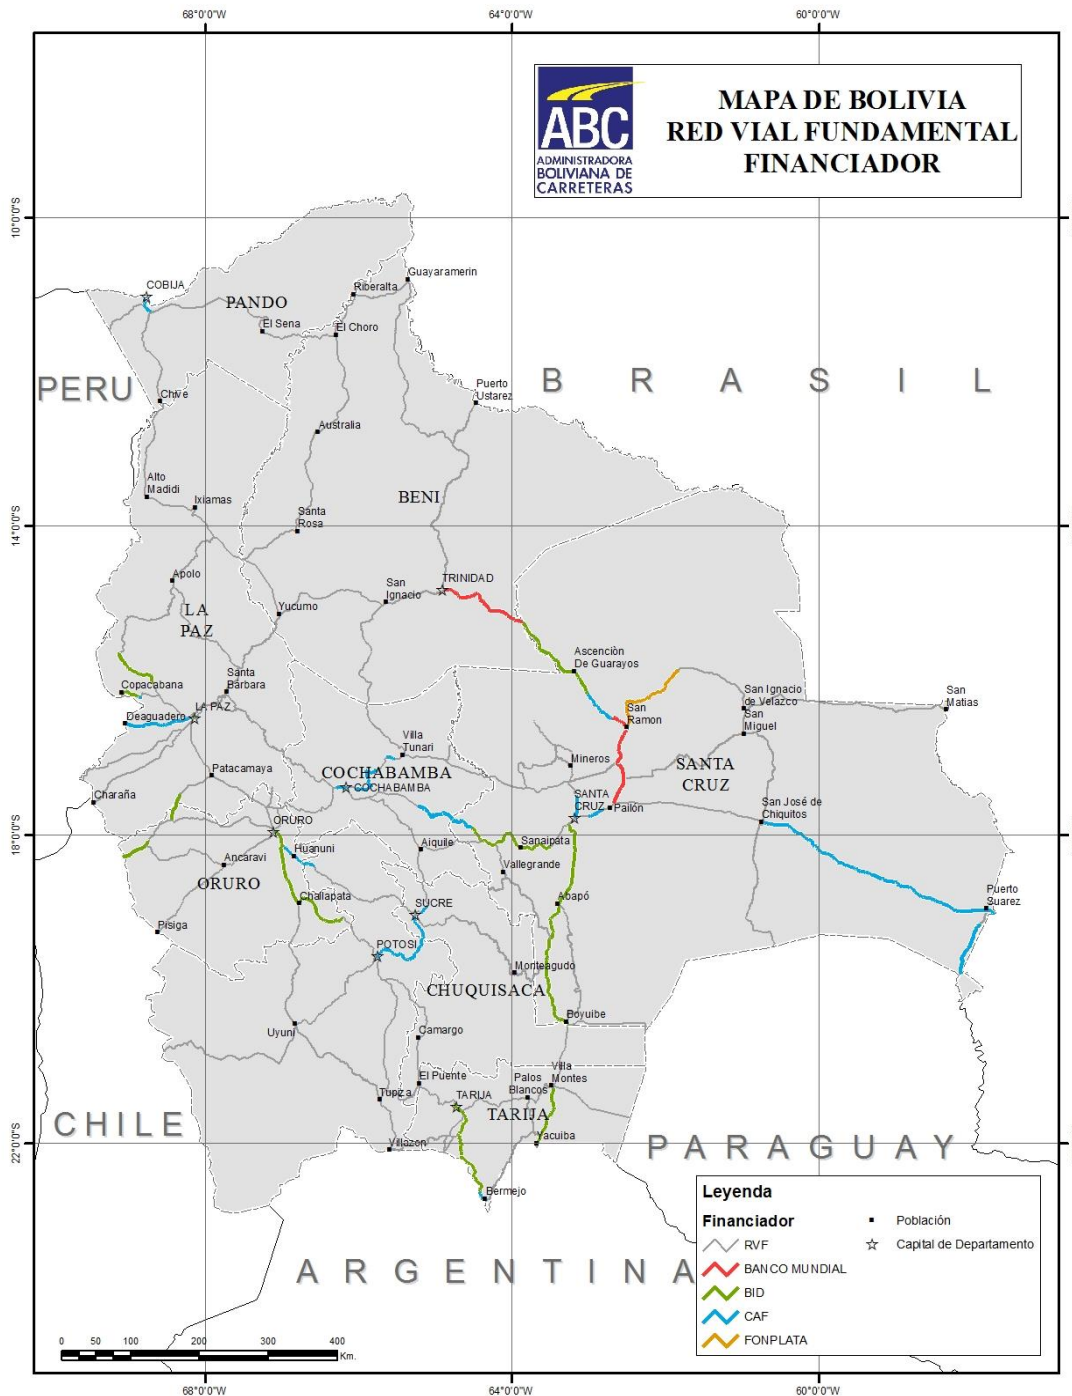 68°0'0"W
64°0'0"W
60°0'0"W
ABC
ADMINISTRADORA
BOLIVIANA DE
CARRETERAS
MAPA DE BOLIVIA
RED VIAL FUNDAMENTAL
FINANCIADOR
10°0'0"S
Guayaramerin
COBIJA
Riberalta
PANDO
El Sena
El Choro
PERU
BRASIL
Puerto
Ustarez
Chive
Australia
Alto
Madidi
Ixiamas
BENI
Santa
Rosa
14°0'0"S
Apolo
San
Ignacio
TRINIDAD
LA
PAZ
Yucumo
Ascenciòn
De Guarayos
Santa
Bárbara
Copacabana
LA PAZ
Deaguadero
San Ignacio
de Velazco
San
Matias
San
Ramon
San
Miguel
Villa
Tunari
Patacamaya
COCHABAMBA
COCHABAMBA
Mineros
SANTA
CRUZ
Charaña
SANTA
CRUZ
Pailón
San José de
Chiquitos
ORURO
18°0'0"S
Huanuni
Aiquile
Sanaipata
Ancaravi
Vallegrande
ORURO
Challapata
SUCRE
Abapó
Puerto
Suarez
Pisiga
POTOSI
Monteagudo
CHUQUISACA
Uyuni
Camargo
Boyuibe
El Puente
Palos
Blancos
Villa
Montes
Tupiza
TARIJA
TARIJA
CHILE
Villazon
Yacuiba
22°0'0"S
PARAGUAY
Bermejo
ARGENTINA
Leyenda
Financiador
RVF
BANCO MUNDIAL
BID
CAF
FONPLATA
Población
Capital de Departamento
0 50 100 200 300 400
Km.
68°0'0"W
64°0'0"W
60°0'0"W